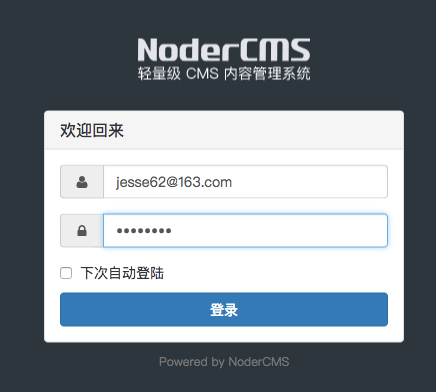 NoderCMS
轻量级 CMS 内容管理系统
欢迎回来
jesse62@163.com
••••••••
下次自动登陆
登录
Powered by NoderCMS